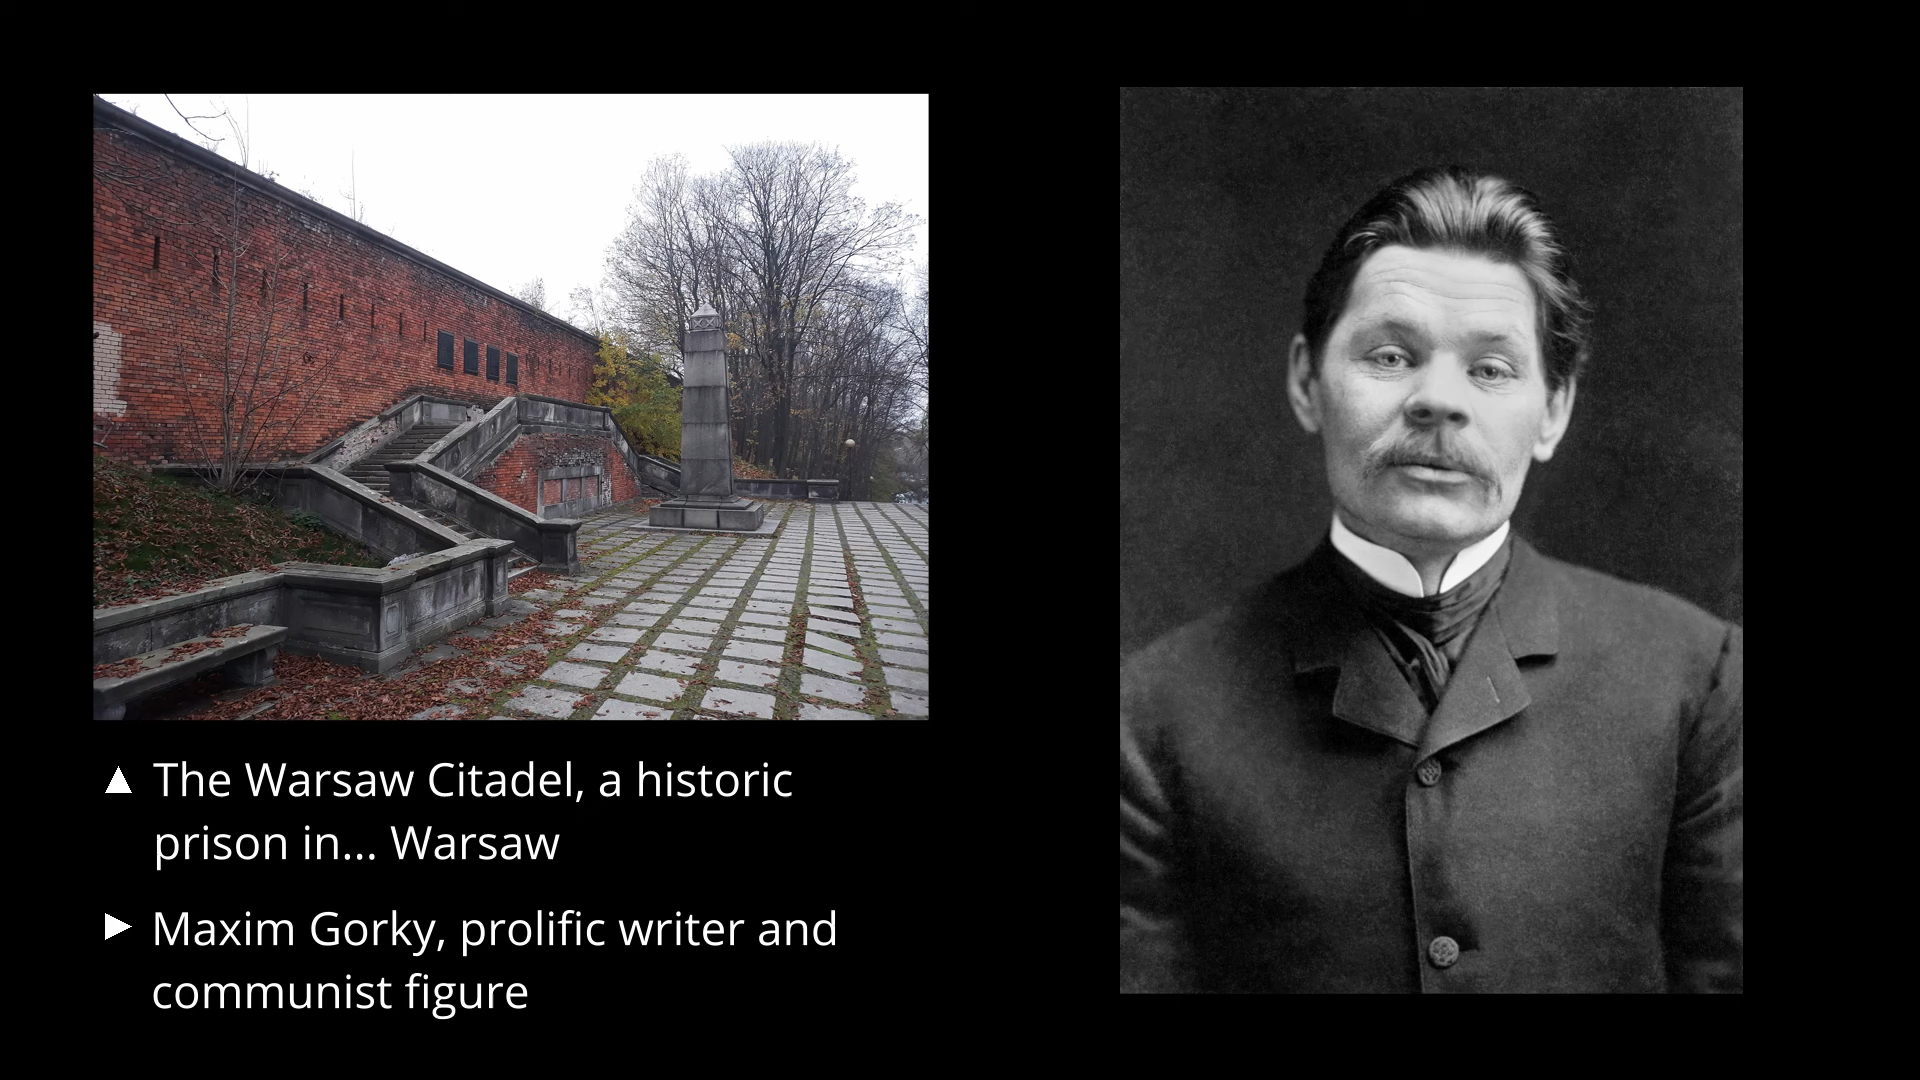 ▲ The Warsaw Citadel, a historic
prison in... Warsaw
► Maxim Gorky, prolific writer and
communist figure